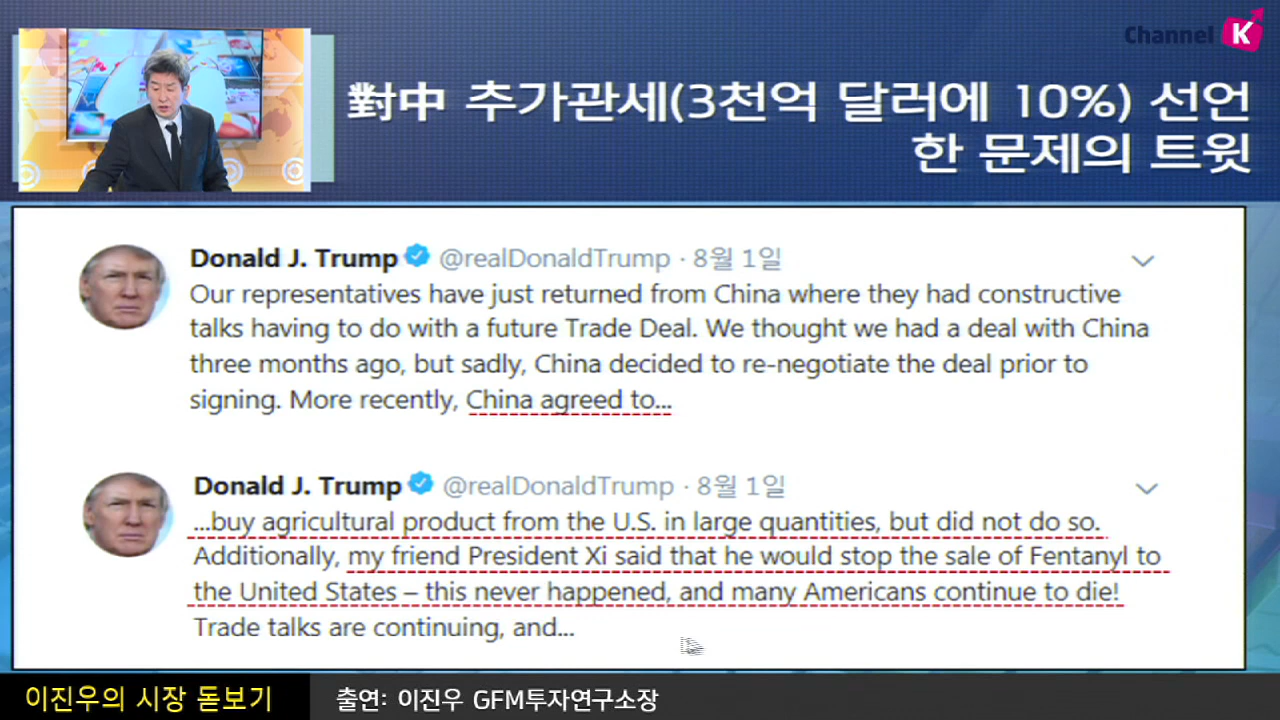 Channel K
對中 추가관세(3천억 달러에 10%) 선언
한 문제의 트윗
Donald J. Trump @realDonaldTrump · 8월 1일
Our representatives have just returned from China where they had constructive
talks having to do with a future Trade Deal. We thought we had a deal with China
three months ago, but sadly, China decided to re-negotiate the deal prior to
signing. More recently, China agreed to...
Donald J. Trump @realDonaldTrump · 8월 1일
...buy agricultural product from the U.S. in large quantities, but did not do so.
Additionally, my friend President Xi said that he would stop the sale of Fentanyl to
the United States – this never happened, and many Americans continue to die!
Trade talks are continuing, and...
이진우의 시장 돋보기
출연: 이진우 GFM투자연구소장